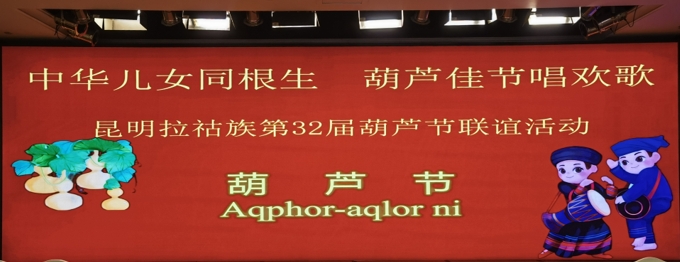 中华儿女同根生　葫芦佳节唱欢歌
昆明拉祜族第32届葫芦节联谊活动
葫　芦　节
Aqphor-aqlor ni